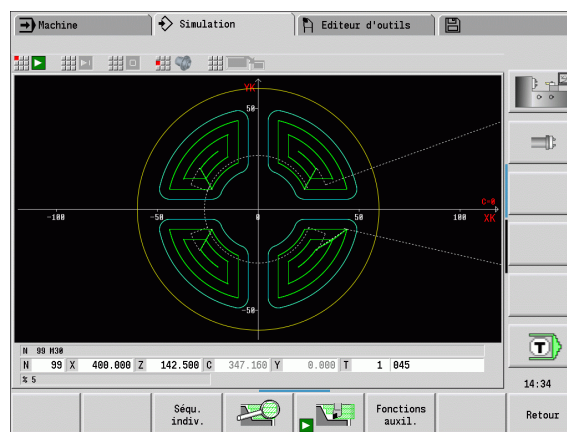 Machine
Simulation
Editeur d'outils
YK
50
C-0
-100
-50
0
50
100
XK
-50
N 99 M30
N 99 X 400.000 Z 142.500 C 347.160 Y 0.000 T 1 045
% 5
T
14:34
Séqu. indiv.
Fonctions auxil.
Retour